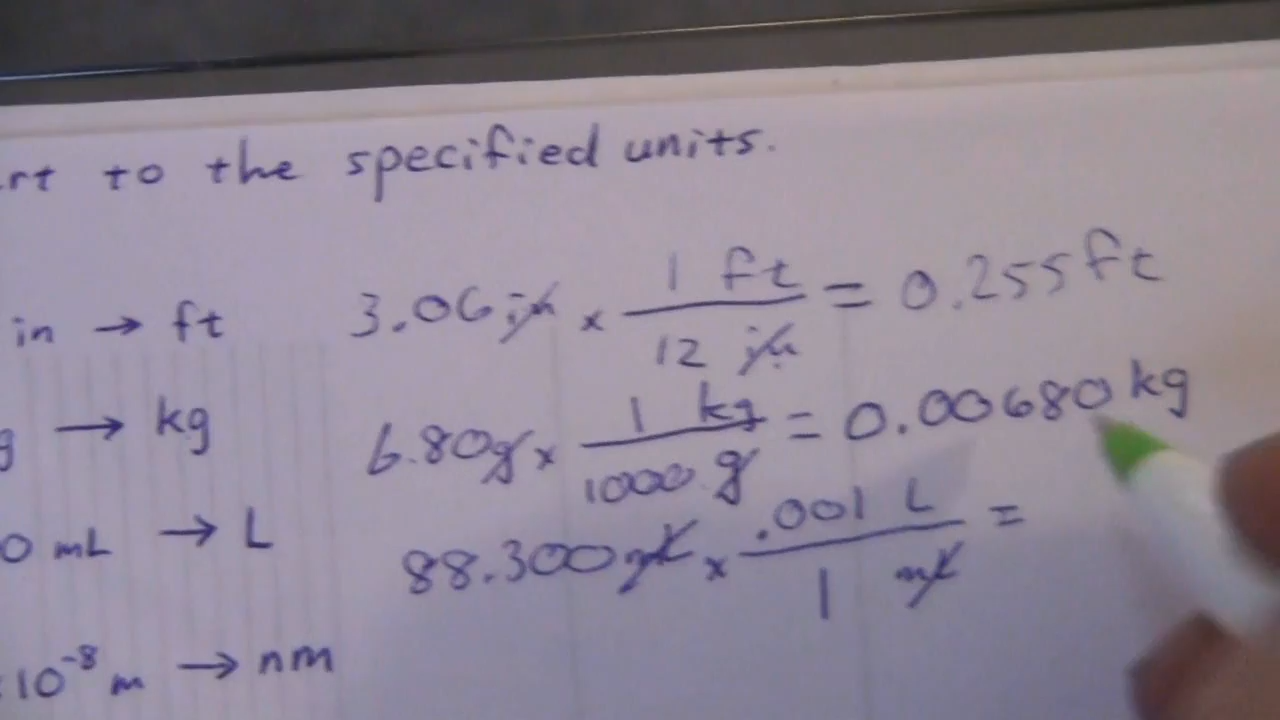 rt to the specified units.
in → ft 3.06 in × 1 ft / 12 in = 0.255 ft
g → kg 6.80 g × 1 kg / 1000 g = 0.00680 kg
0 mL → L 88.300 mL × .001 L / 1 mL =
10⁻⁸ m → nm